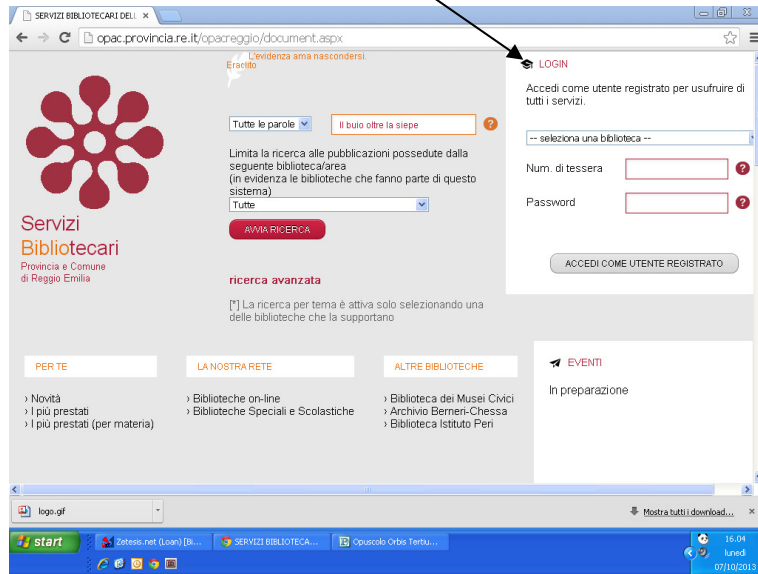 SERVIZI BIBLIOTECARI DELL
opac.provincia.re.it/opacreggio/document.aspx
L'evidenza ama nascondersi.
Eraclito
Tutte le parole
Il buio oltre la siepe
?
Limita la ricerca alle pubblicazioni possedute dalla
seguente biblioteca/area
(in evidenza le biblioteche che fanno parte di questo
sistema)
Tutte
AVVIA RICERCA
ricerca avanzata
[*] La ricerca per tema è attiva solo selezionando una
delle biblioteche che la supportano
Servizi
Bibliotecari
Provincia e Comune
di Reggio Emilia
LOGIN
Accedi come utente registrato per usufruire di
tutti i servizi.
-- seleziona una biblioteca --
Num. di tessera
?
Password
?
ACCEDI COME UTENTE REGISTRATO
PER TE
› Novità
› I più prestati
› I più prestati (per materia)
LA NOSTRA RETE
› Biblioteche on-line
› Biblioteche Speciali e Scolastiche
ALTRE BIBLIOTECHE
› Biblioteca dei Musei Civici
› Archivio Berneri-Chessa
› Biblioteca Istituto Peri
EVENTI
In preparazione
logo.gif
Mostra tutti i download...
start
Zetesis.net (Loan) [Bi...
SERVIZI BIBLIOTECA...
Opuscolo Orbis Tertiu...
16.04
lunedì
07/10/2013